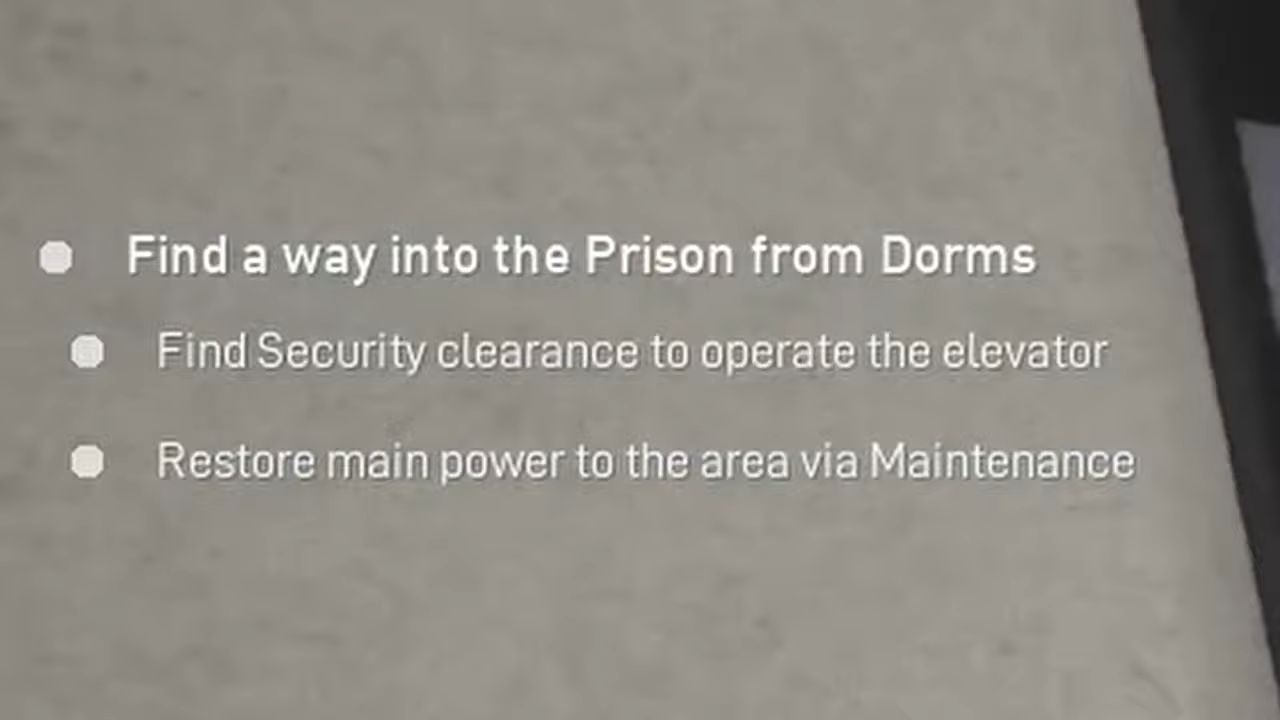 Find a way into the Prison from Dorms
Find Security clearance to operate the elevator
Restore main power to the area via Maintenance